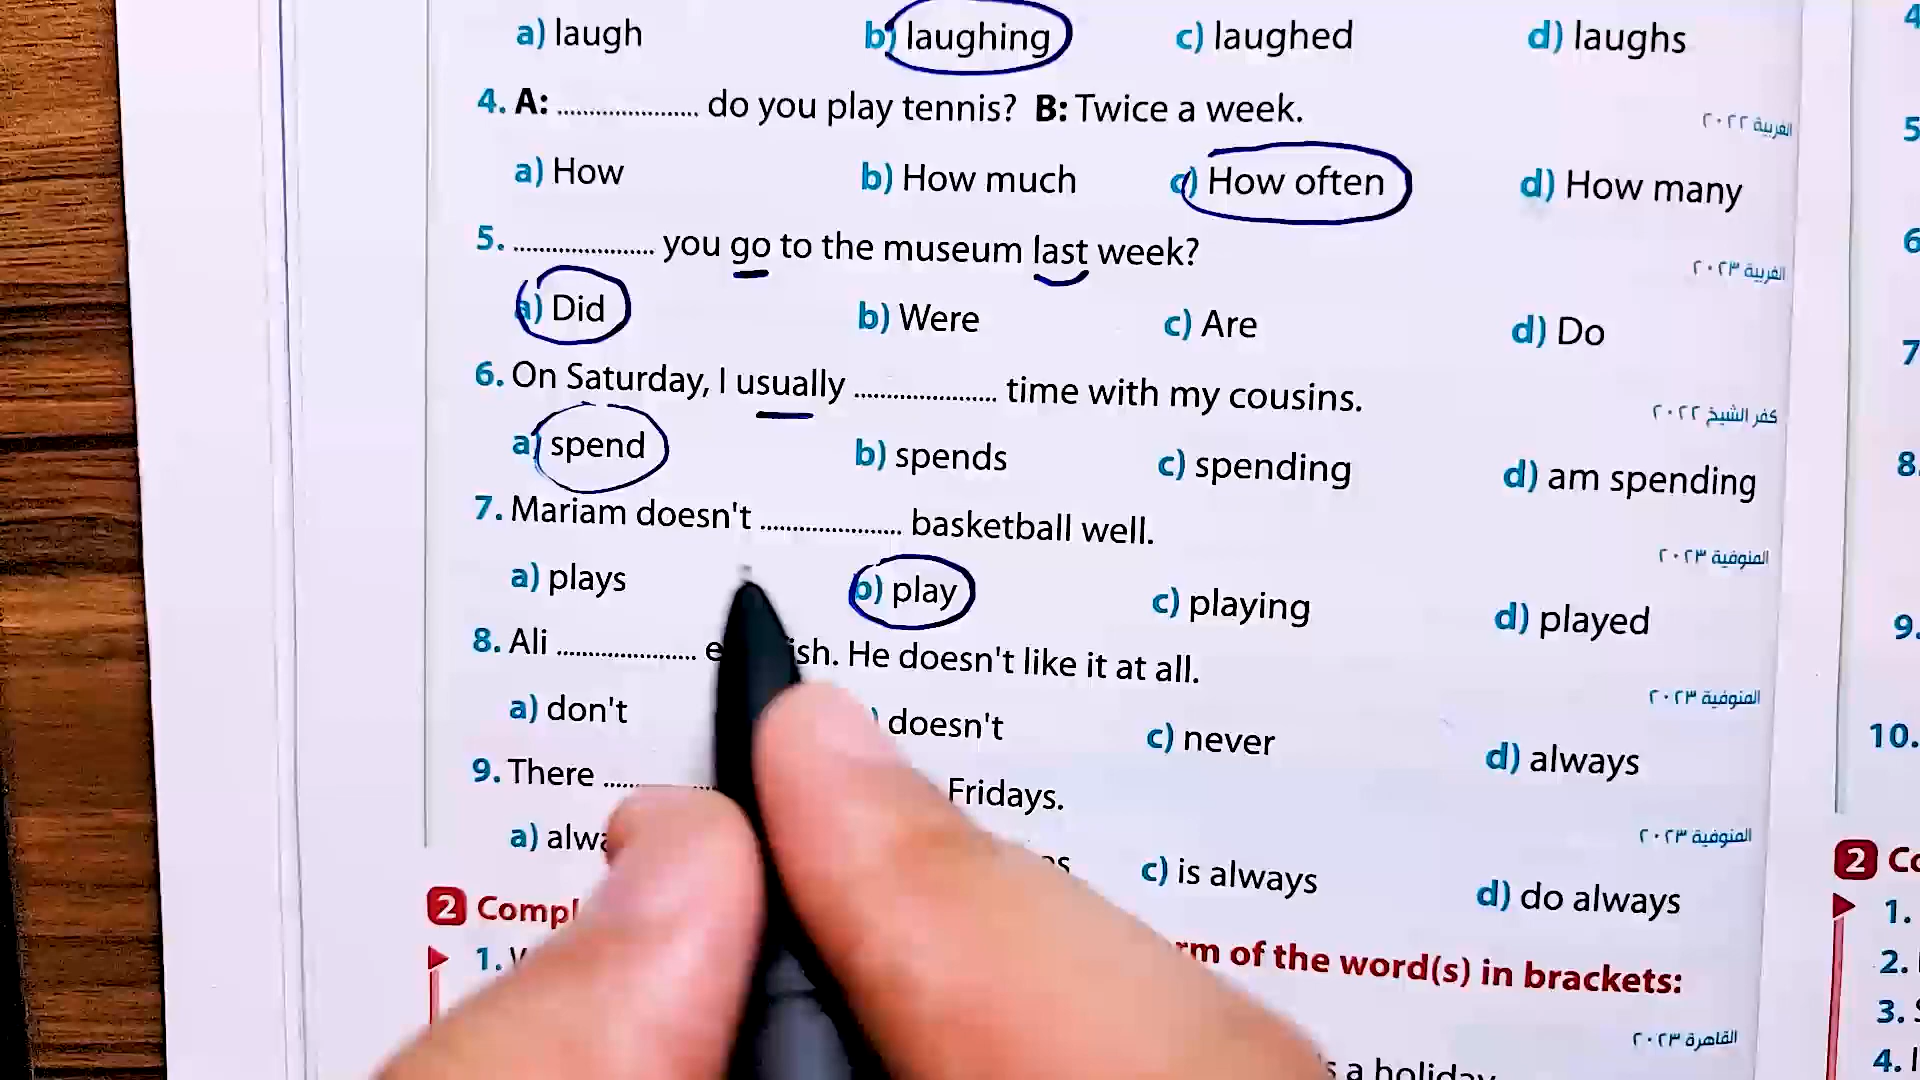 a) laugh b) laughing c) laughed d) laughs
4. A: .................... do you play tennis? B: Twice a week.
الغربية ٢٠٢٢
a) How b) How much c) How often d) How many
5. .................... you go to the museum last week?
الغربية ٢٠٢٣
a) Did b) Were c) Are d) Do
6. On Saturday, I usually .................... time with my cousins.
كفر الشيخ ٢٠٢٢
a) spend b) spends c) spending d) am spending
7. Mariam doesn't .................... basketball well.
المنوفية ٢٠٢٣
a) plays b) play c) playing d) played
8. Ali .................... He doesn't like it at all.
المنوفية ٢٠٢٣
a) don't doesn't c) never d) always
9. There .................... Fridays.
المنوفية ٢٠٢٣
a) c) is always d) do always
2 of the word(s) in brackets:
1.
القاهرة ٢٠٢٣
a holiday
4
5
6
7
8.
9.
10.
2
1.
2.
3.
4.